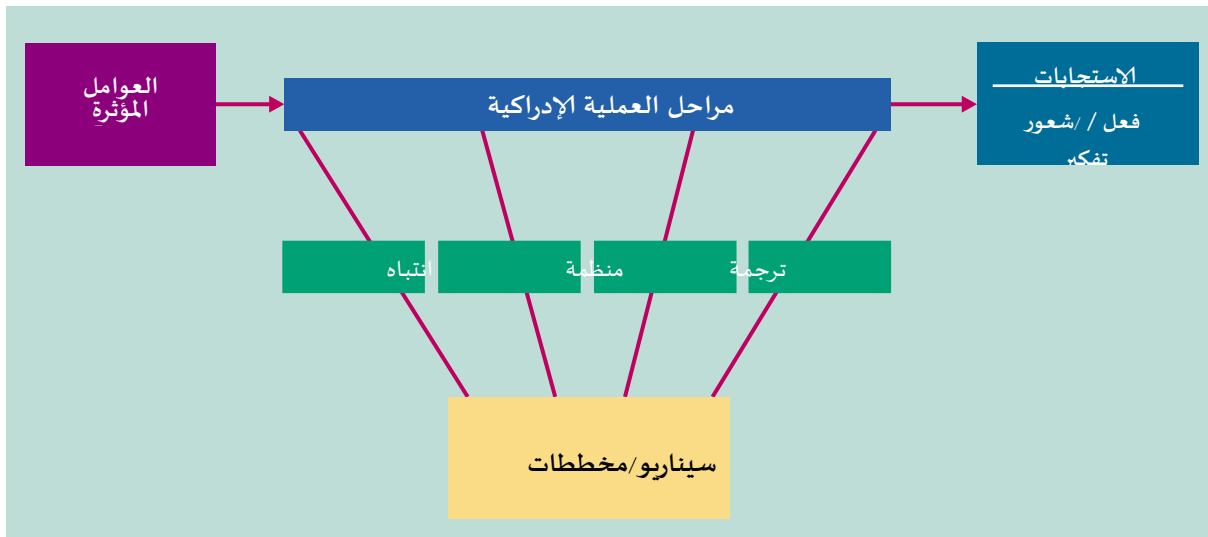 العوامل
المؤثرة
مراحل العملية الإدراكية
الاستجابات
فعل / /شعور
تفكير
انتباه
منظمة
ترجمة
سيناريو/مخططات